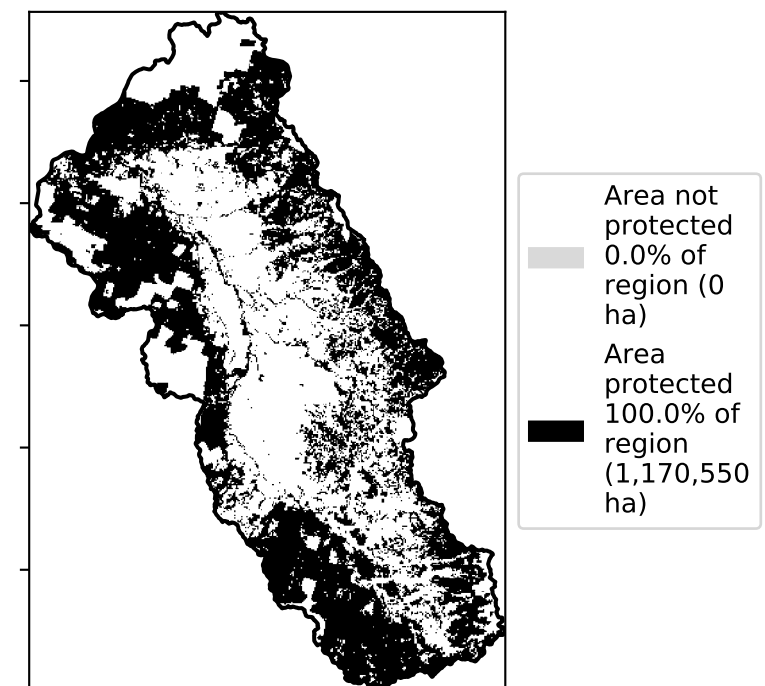 Area not
protected
0.0% of
region (0
ha)
Area
protected
100.0% of
region
(1,170,550
ha)